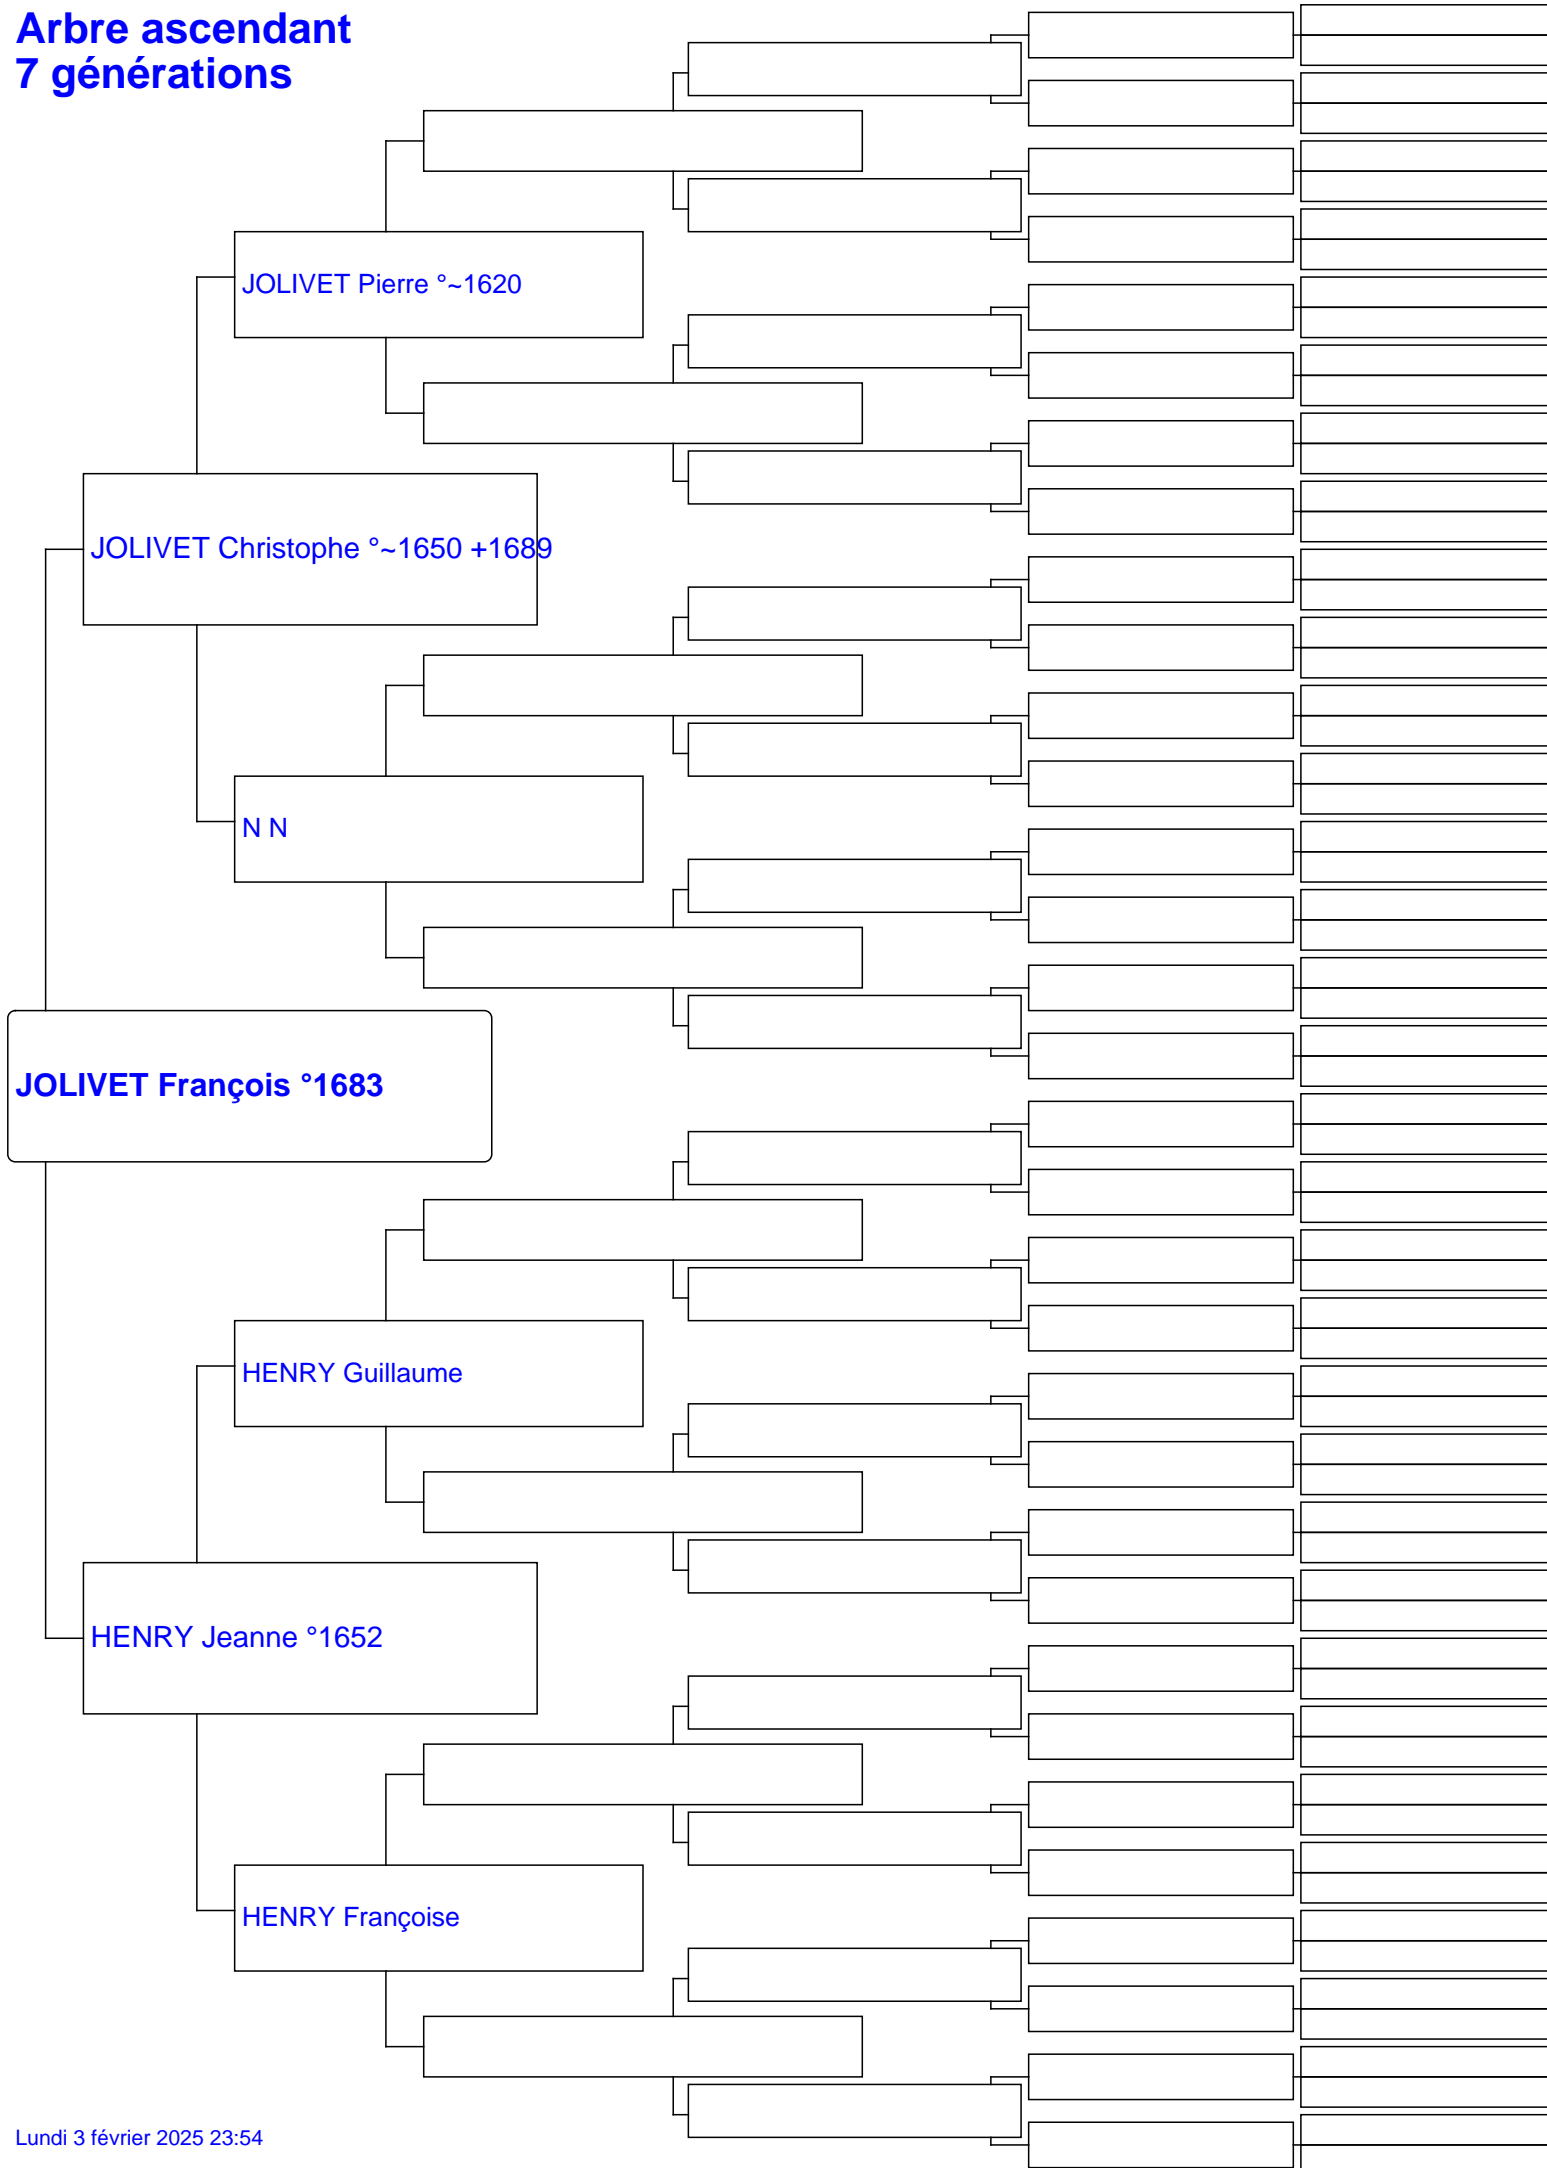 Arbre ascendant
7 générations
JOLIVET Pierre °~1620
JOLIVET Christophe °~1650 +1689
N N
JOLIVET François °1683
HENRY Guillaume
HENRY Jeanne °1652
HENRY Françoise
Lundi 3 février 2025 23:54